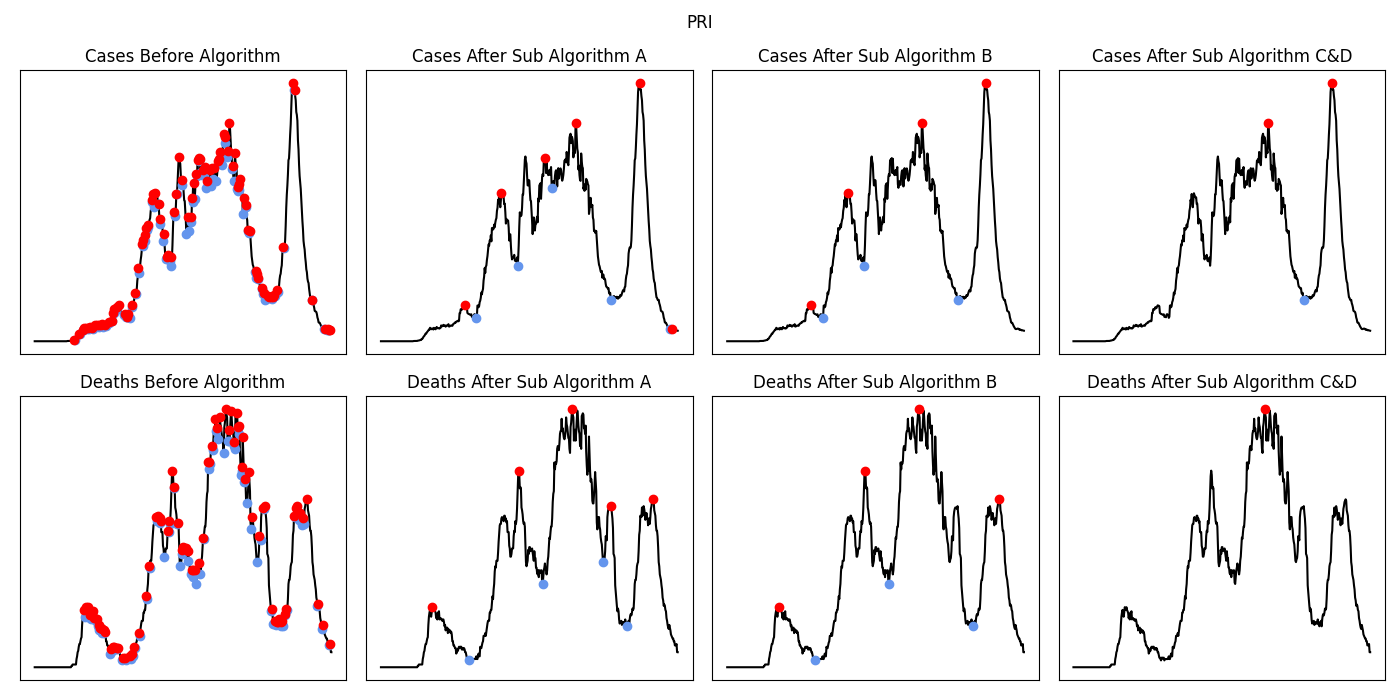 PRI
Cases Before Algorithm
Cases After Sub Algorithm A
Cases After Sub Algorithm B
Cases After Sub Algorithm C&D
Deaths Before Algorithm
Deaths After Sub Algorithm A
Deaths After Sub Algorithm B
Deaths After Sub Algorithm C&D